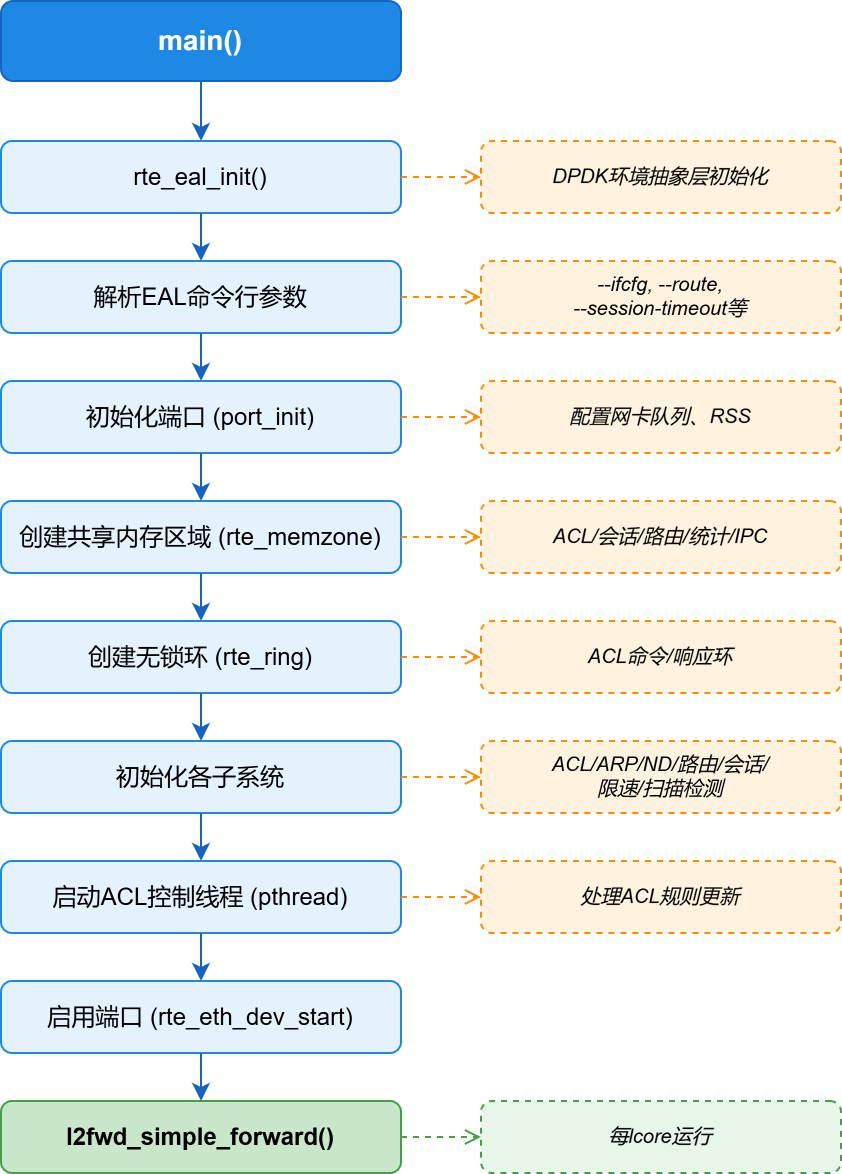 main()
rte_eal_init()
DPDK环境抽象层初始化
解析EAL命令行参数
--ifcfg, --route,
--session-timeout等
初始化端口 (port_init)
配置网卡队列、RSS
创建共享内存区域 (rte_memzone)
ACL/会话/路由/统计/IPC
创建无锁环 (rte_ring)
ACL命令/响应环
初始化各子系统
ACL/ARP/ND/路由/会话/
限速/扫描检测
启动ACL控制线程 (pthread)
处理ACL规则更新
启用端口 (rte_eth_dev_start)
l2fwd_simple_forward()
每lcore运行